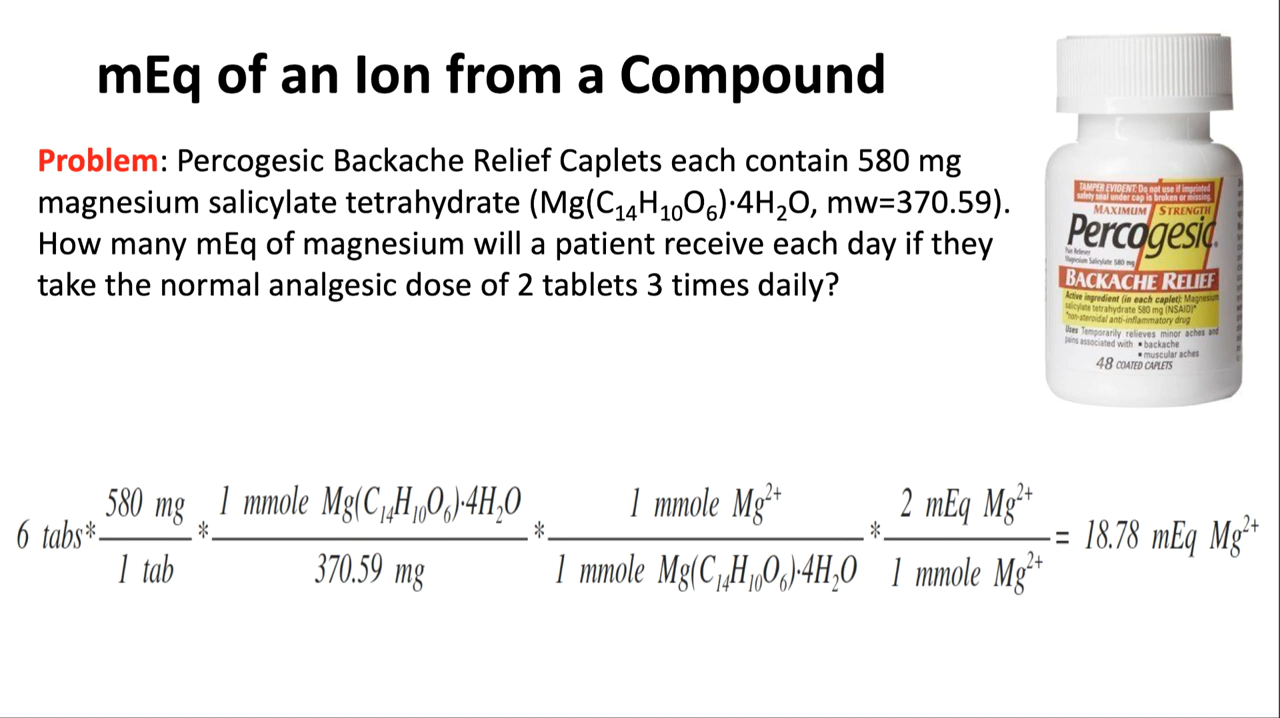 mEq of an Ion from a Compound
Problem: Percogesic Backache Relief Caplets each contain 580 mg
magnesium salicylate tetrahydrate (Mg(C₁₄H₁₀O₆)·4H₂O, mw=370.59).
How many mEq of magnesium will a patient receive each day if they
take the normal analgesic dose of 2 tablets 3 times daily?
TAMPER EVIDENT: Do not use if imprinted
safety seal under cap is broken or missing.
MAXIMUM STRENGTH
Percogesic
Pain Reliever
Magnesium Salicylate 580 mg
BACKACHE RELIEF
Active ingredient (in each caplet): Magnesium
salicylate tetrahydrate 580 mg (NSAID)*
*non-steroidal anti-inflammatory drug
Uses Temporarily relieves minor aches and
pains associated with ▪ backache
▪ muscular aches
48 COATED CAPLETS
6 tabs* 580 mg / 1 tab * 1 mmole Mg(C₁₄H₁₀O₆)·4H₂O / 370.59 mg * 1 mmole Mg²⁺ / 1 mmole Mg(C₁₄H₁₀O₆)·4H₂O * 2 mEq Mg²⁺ / 1 mmole Mg²⁺ = 18.78 mEq Mg²⁺